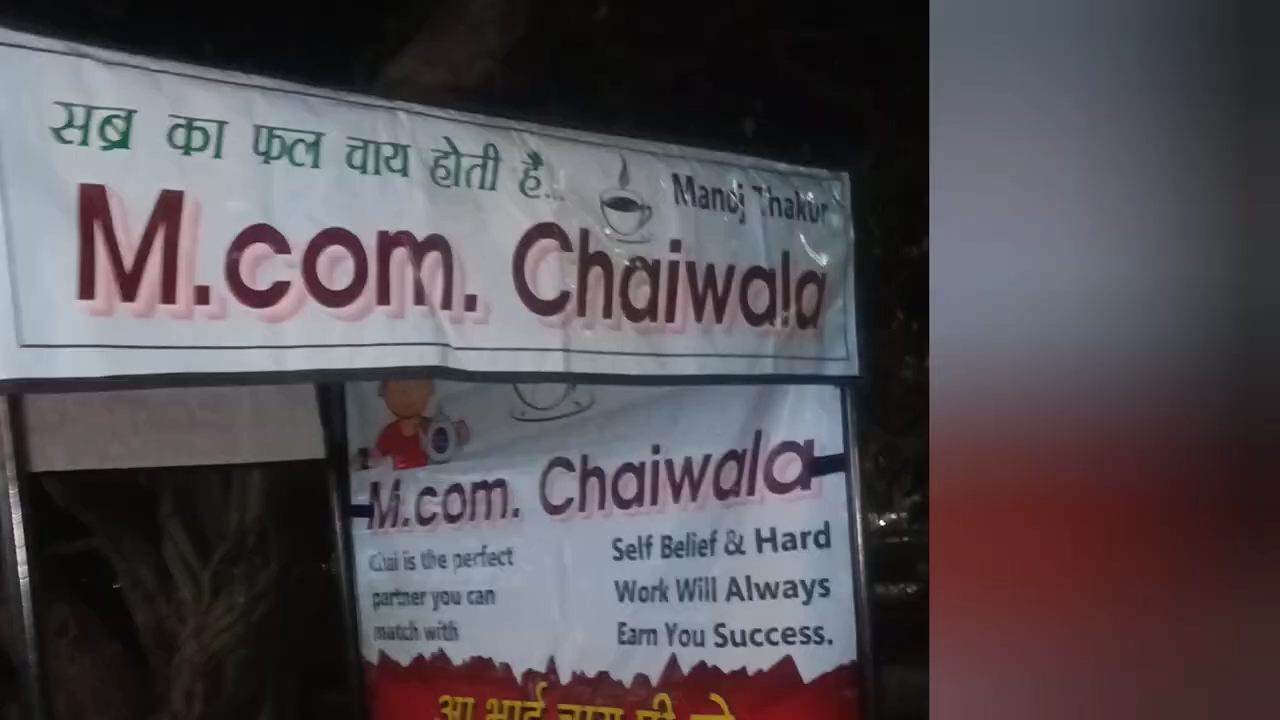 सब्र का फल चाय होती है...
Manoj Thakur
M.com. Chaiwala
M.com. Chaiwala
Chai is the perfect
partner you can
match with
Self Belief & Hard
Work Will Always
Earn You Success.
आ भाई चाय पी ले